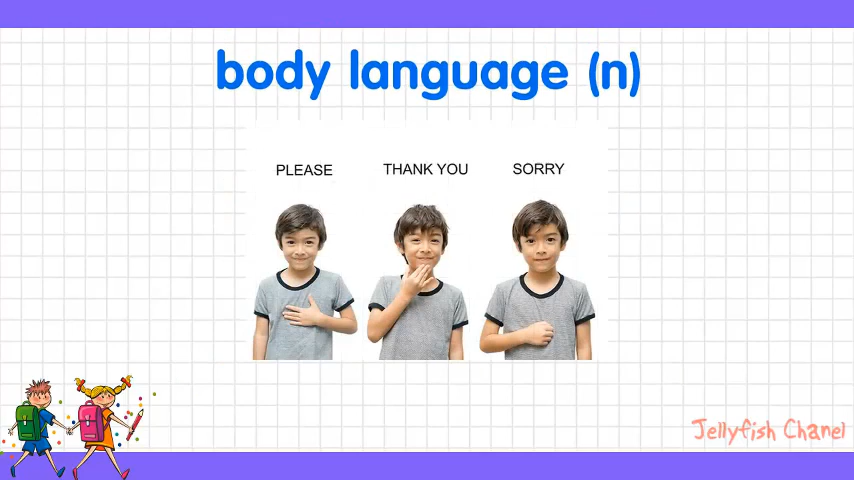 body language (n)
PLEASE THANK YOU SORRY
Jellyfish Chanel